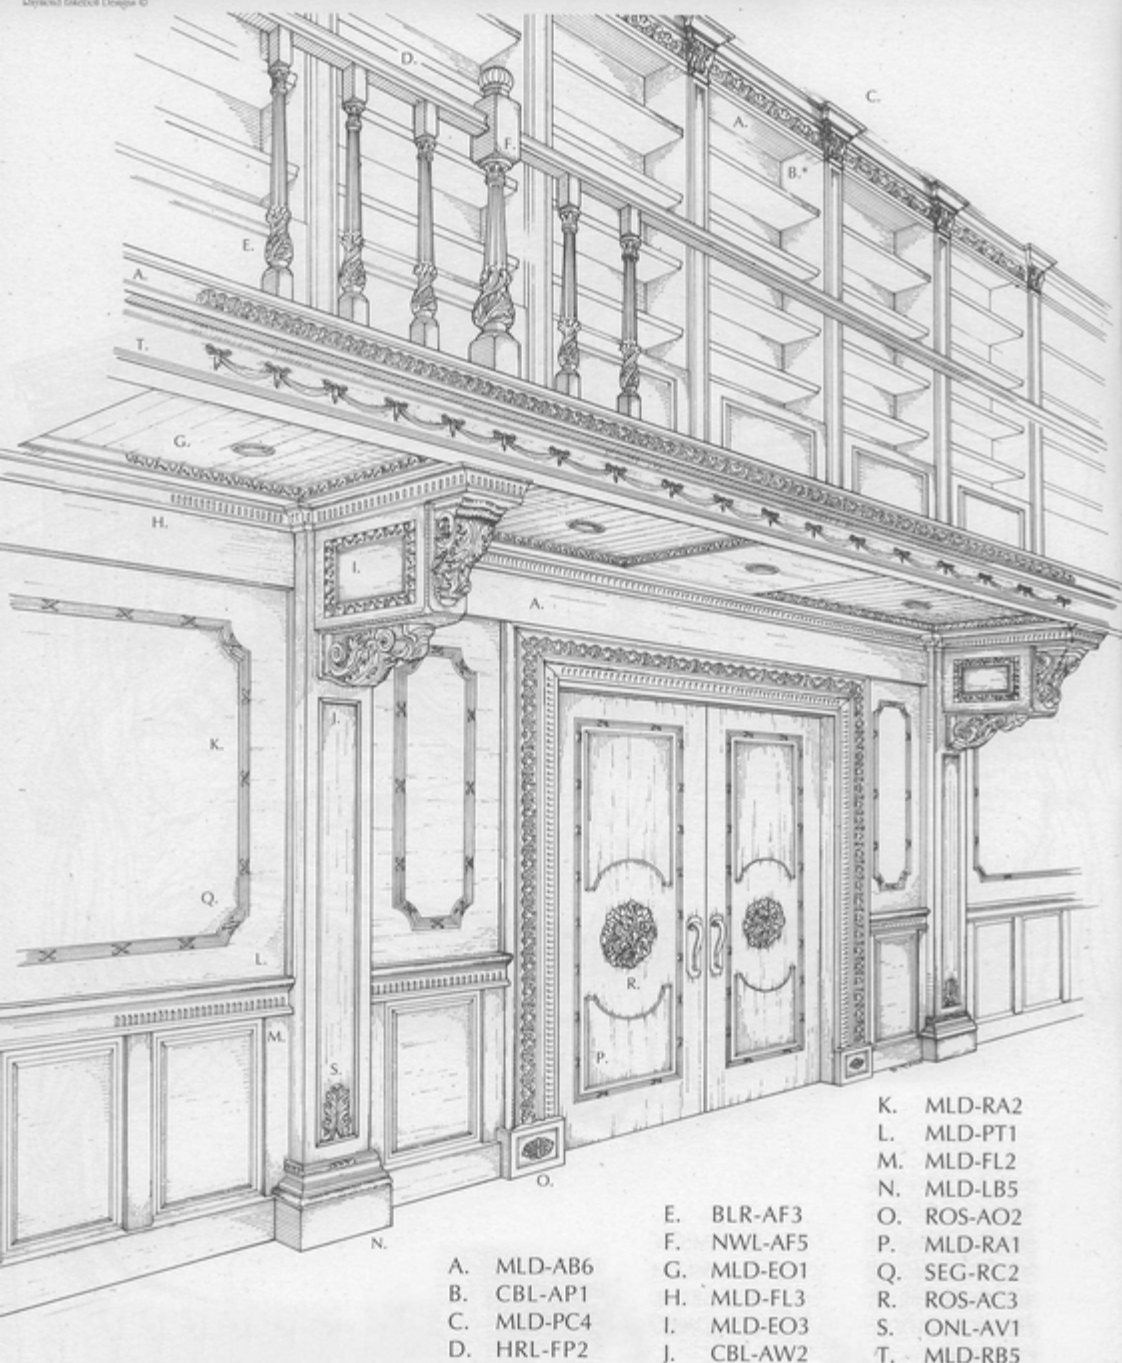 D.
C.
A.
F.
B.*
E.
A.
T.
G.
H.
I.
A.
J.
K.
Q.
L.
R.
M.
P.
S.
O.
N.
A. MLD-AB6
B. CBL-AP1
C. MLD-PC4
D. HRL-FP2
E. BLR-AF3
F. NWL-AF5
G. MLD-EO1
H. MLD-FL3
I. MLD-EO3
J. CBL-AW2
K. MLD-RA2
L. MLD-PT1
M. MLD-FL2
N. MLD-LB5
O. ROS-AO2
P. MLD-RA1
Q. SEG-RC2
R. ROS-AC3
S. ONL-AV1
T. MLD-RB5